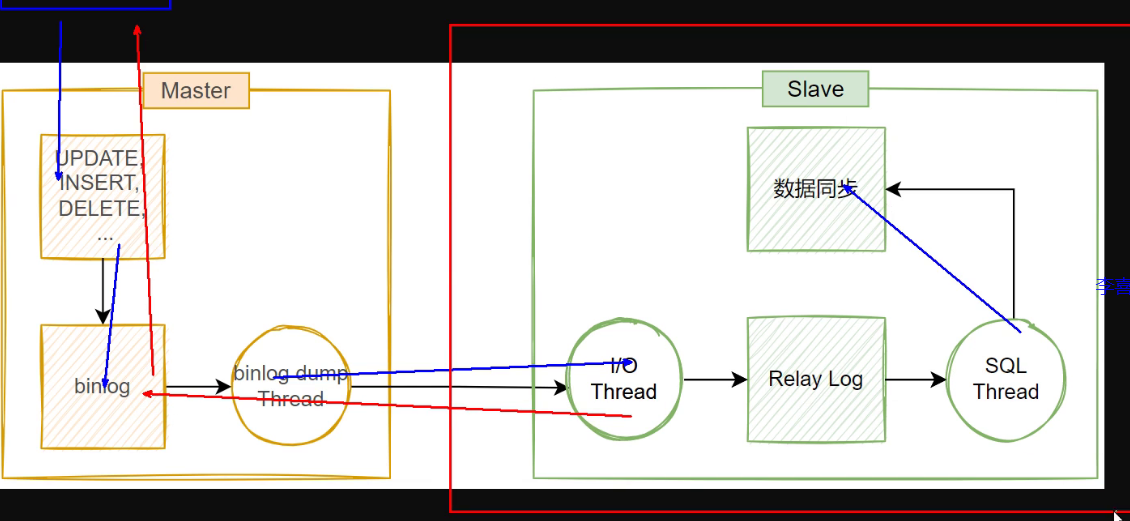 Master
UPDATE,
INSERT,
DELETE,
...
binlog
binlog dump
Thread
Slave
数据同步
I/O
Thread
Relay Log
SQL
Thread